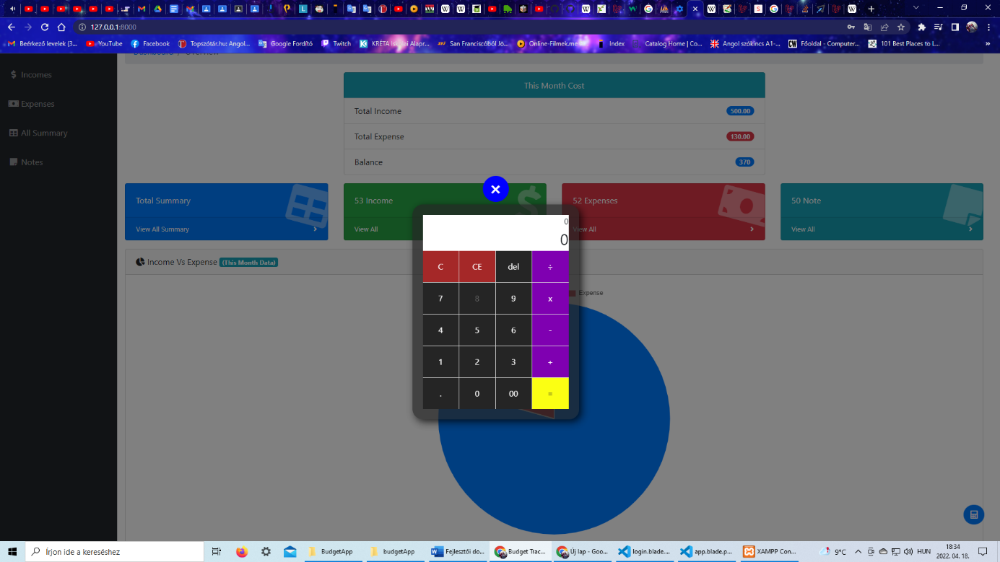 127.0.0.1:8000
Beérkező levelek (3...
YouTube
Facebook
Topszótár.hu: Angol...
Google Fordító
Twitch
KRÉTA Iskolai Alapr...
San Franciscóból Jö...
Online-Filmek.me...
Index
Catalog Home | Co...
Angol szókincs A1-...
Főoldal - Computer...
101 Best Places to L...
Dashboard / Overview
Incomes
Expenses
All Summary
Notes
This Month Cost
Total Income 500.00
Total Expense 130.00
Balance 370
Total Summary
View All Summary
53 Income
View All
52 Expenses
View All
50 Note
View All
Income Vs Expense (This Month Data)
Expense
0
0
C CE del ÷
7 8 9 x
4 5 6 -
1 2 3 +
. 0 00 =
Írjon ide a kereséshez
BudgetApp
budgetApp
Fejlesztői do...
Budget Trac...
Új lap - Goo...
login.blade....
app.blade.p...
XAMPP Con...
9°C
HUN
18:34
2022. 04. 18.